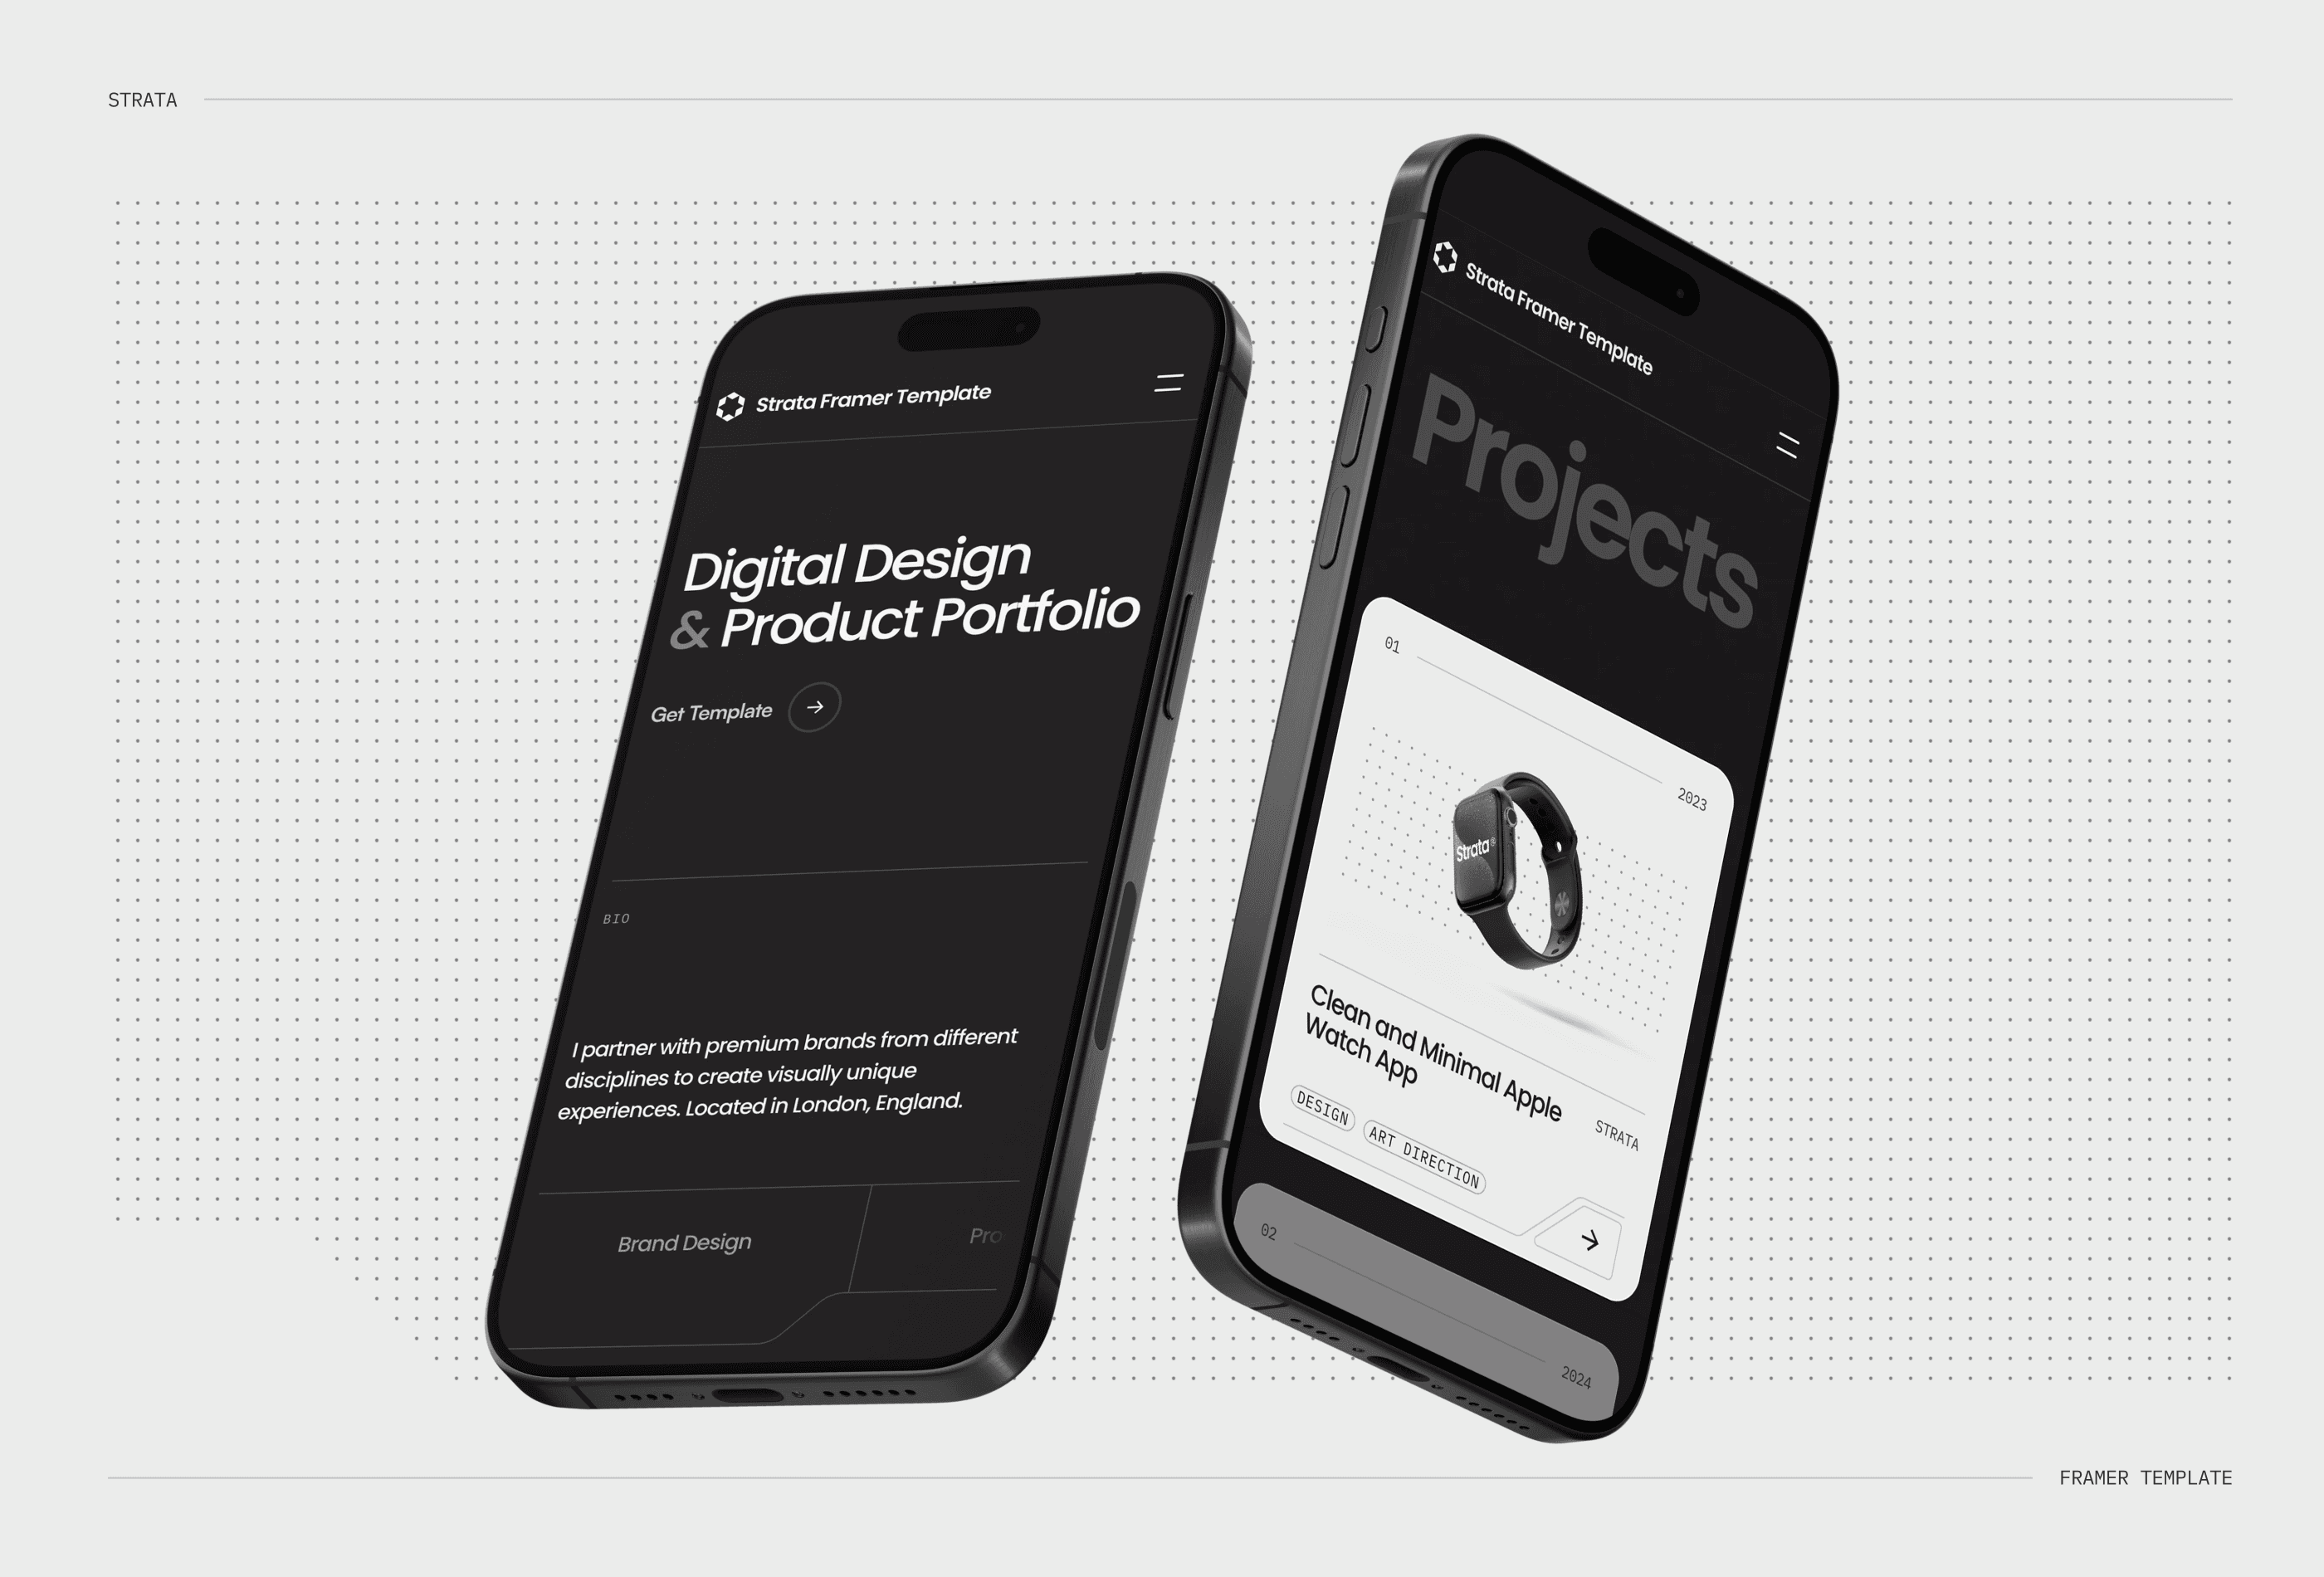 STRATA
Strata Framer Template
Digital Design
& Product Portfolio
Get Template
BIO
I partner with premium brands from different
disciplines to create visually unique
experiences. Located in London, England.
Brand Design
Pro
Strata Framer Template
Projects
01
2023
Strata®
Clean and Minimal Apple
Watch App
STRATA
DESIGN
ART DIRECTION
02
2024
FRAMER TEMPLATE